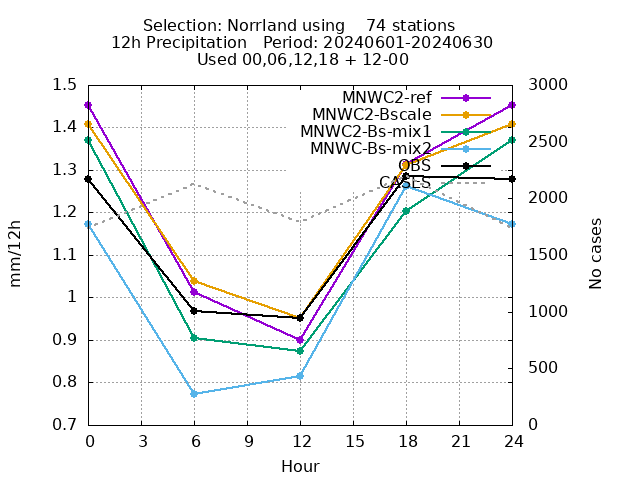 Selection: Norrland using    74 stations
12h Precipitation   Period: 20240601-20240630
Used 00,06,12,18 + 12-00
1.5
3000
MNWC2-ref
MNWC2-Bscale
1.4
MNWC2-Bs-mix1
2500
MNWC-Bs-mix2
1.3
OBS
CASES
2000
1.2
mm/12h
No cases
1.1
1500
1
1000
0.9
0.8
500
0.7
0
0 3 6 9 12 15 18 21 24
Hour